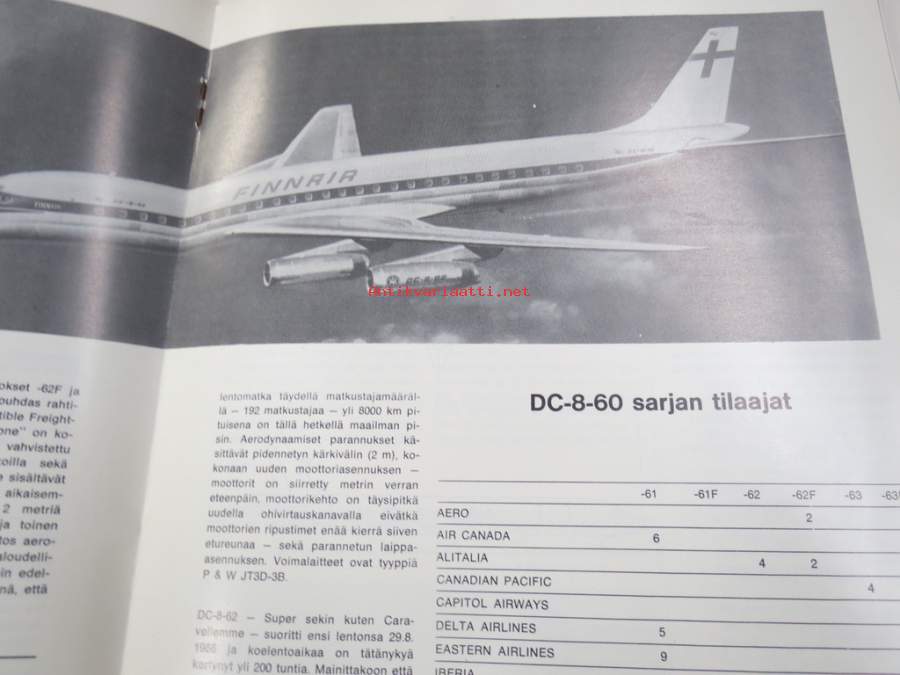 FINNAIR
DC-8-62
antikvariaatti.net
okset -62F ja
puhdas rahti-
tible Freight-
one" on ko-
vahvistettu
toilla sekä
e sisältävät
aikaisem-
2 metriä
ja toinen
tos aero-
aloudelli-
in edel-
nä, että
lentomatka täydellä matkustajamääräl-
lä – 192 matkustajaa – yli 8000 km pi-
tuisena on tällä hetkellä maailman pi-
sin. Aerodynaamiset parannukset kä-
sittävät pidennetyn kärkivälin (2 m), ko-
konaan uuden moottoriasennuksen –
moottorit on siirretty metrin verran
eteenpäin, moottorikehto on täysipitkä
uudella ohivirtauskanavalla eivätkä
moottorien ripustimet enää kierrä siiven
etureunaa – sekä parannetun laippa-
asennuksen. Voimalaitteet ovat tyyppiä
P & W JT3D-3B.
DC-8-62 – Super sekin kuten Cara-
vellemme – suoritti ensi lentonsa 29.8.
1966 ja koelentoaikaa on tätänykyä
kertynyt yli 200 tuntia. Mainittakoon että
DC-8-60 sarjan tilaajat
-61 -61F -62 -62F -63
AERO 2
AIR CANADA 6
ALITALIA 4 2
CANADIAN PACIFIC 4
CAPITOL AIRWAYS
DELTA AIRLINES 5
EASTERN AIRLINES 9
IBERIA